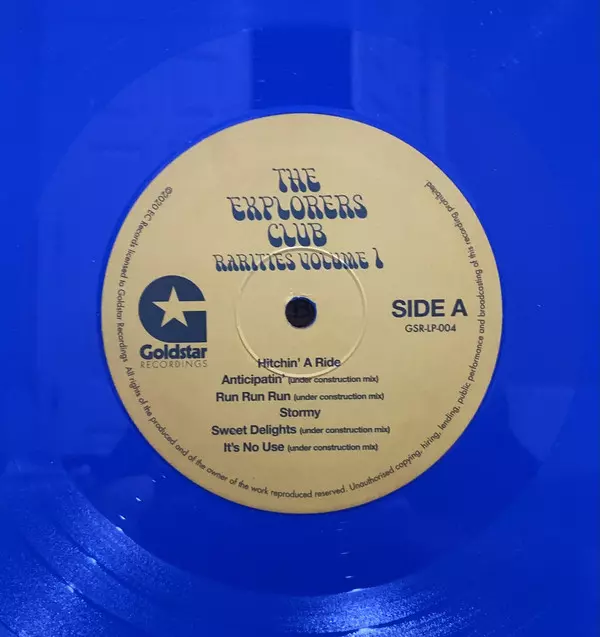 THE
EXPLORERS
CLUB
RARITIES VOLUME 1
SIDE A
GSR-LP-004
G
Goldstar
RECORDINGS
Hitchin' A Ride
Anticipatin' (under construction mix)
Run Run Run (under construction mix)
Stormy
Sweet Delights (under construction mix)
It's No Use (under construction mix)
©2020 EC Records licensed to Goldstar Recordings. All rights of the produced and of the owner of the work reproduced reserved. Unauthorised copying, hiring, lending, public performance and broadcasting of this recording prohibited.